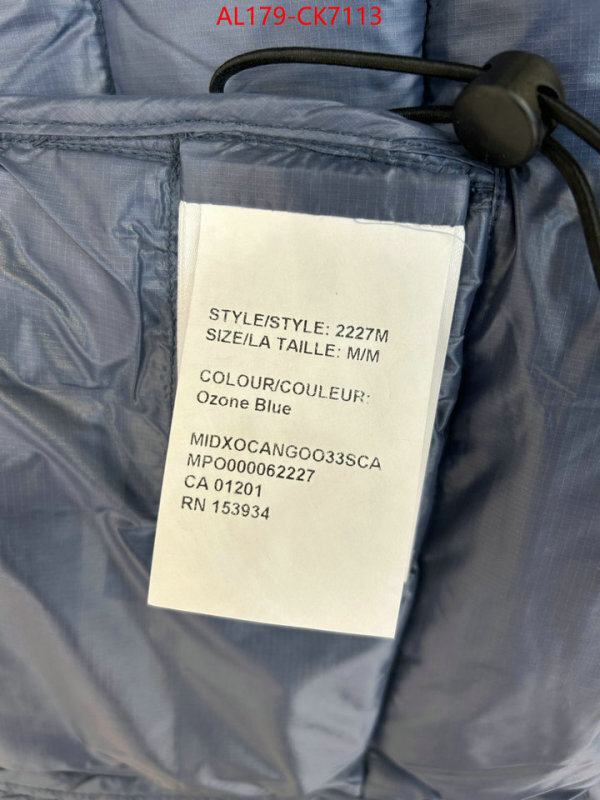 AL179-CK7113
STYLE/STYLE: 2227M
SIZE/LA TAILLE: M/M
COLOUR/COULEUR:
Ozone Blue
MIDXOCANGOO33SCA
MPO000062227
CA 01201
RN 153934